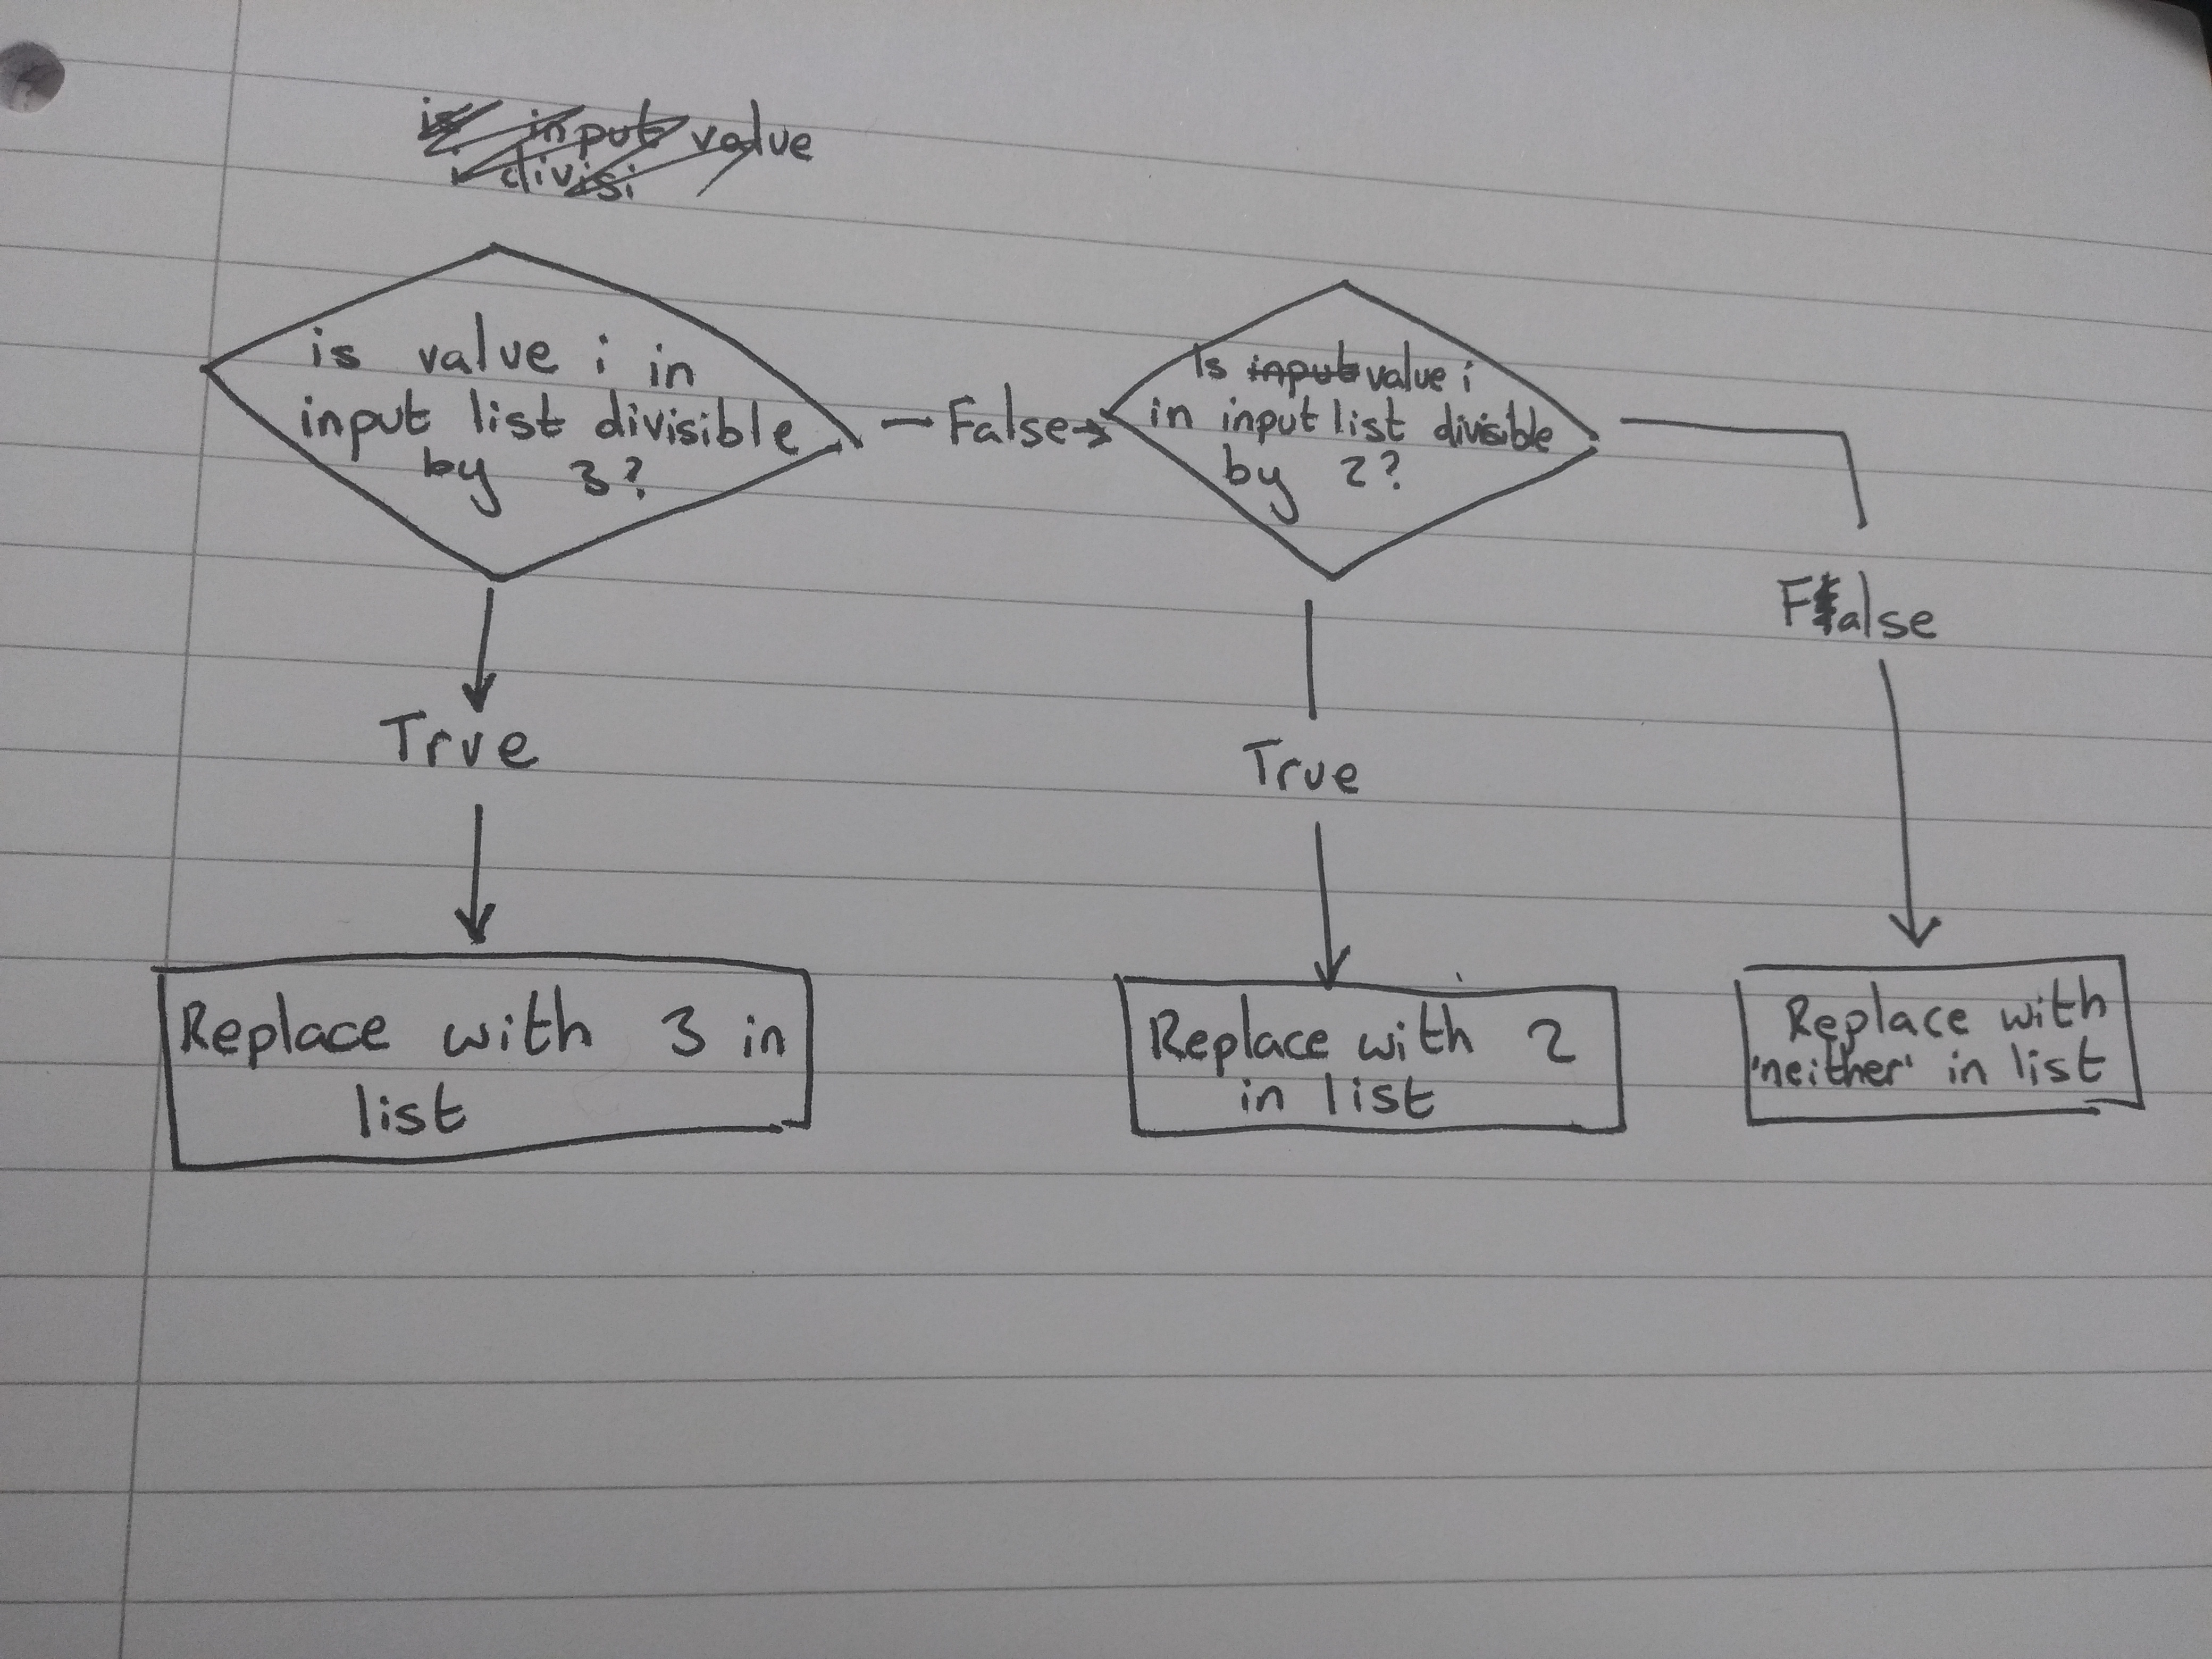 is input value
i divisi
is value i in
input list divisible
by 3?
False
Is input value i
in input list divisible
by 2?
False
True
True
Replace with 3 in
list
Replace with 2
in list
Replace with
'neither' in list